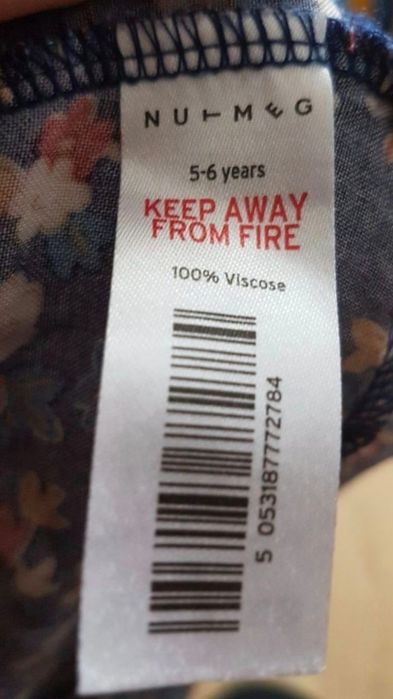 NUTMEG
5-6 years
KEEP AWAY
FROM FIRE
100% Viscose
5 053187772784